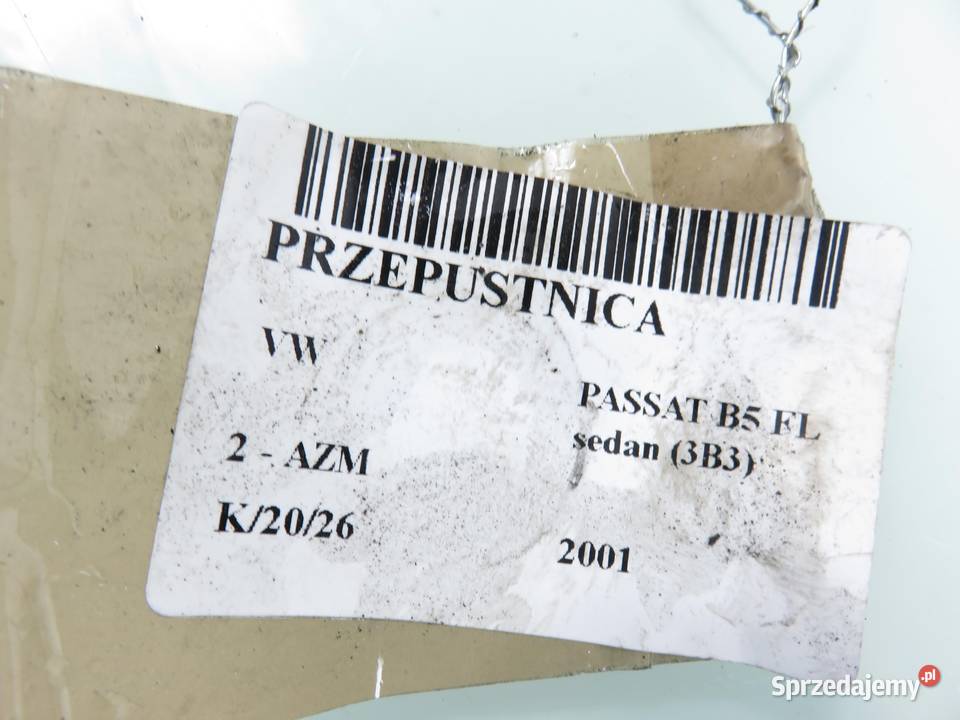 PRZEPUSTNICA
VW
PASSAT B5 FL
sedan (3B3)
2 - AZM
K/20/26
2001
Sprzedajemy.pl